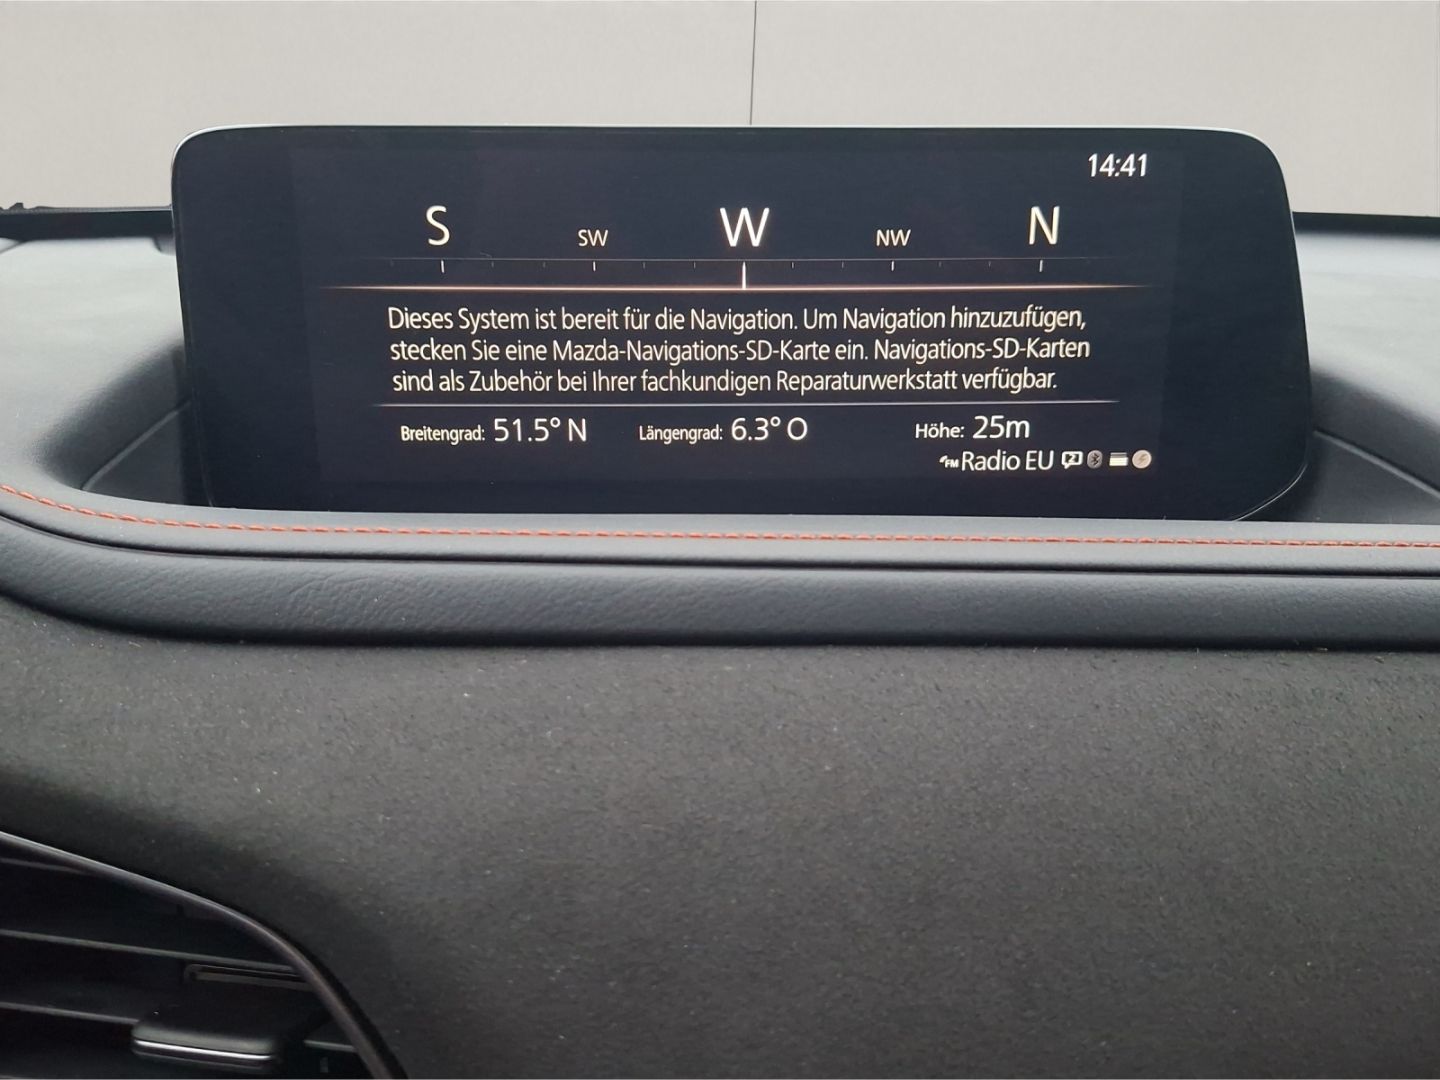 14:41
S SW W NW N
Dieses System ist bereit für die Navigation. Um Navigation hinzuzufügen,
stecken Sie eine Mazda-Navigations-SD-Karte ein. Navigations-SD-Karten
sind als Zubehör bei Ihrer fachkundigen Reparaturwerkstatt verfügbar.
Breitengrad: 51.5° N Längengrad: 6.3° O Höhe: 25m
FM Radio EU